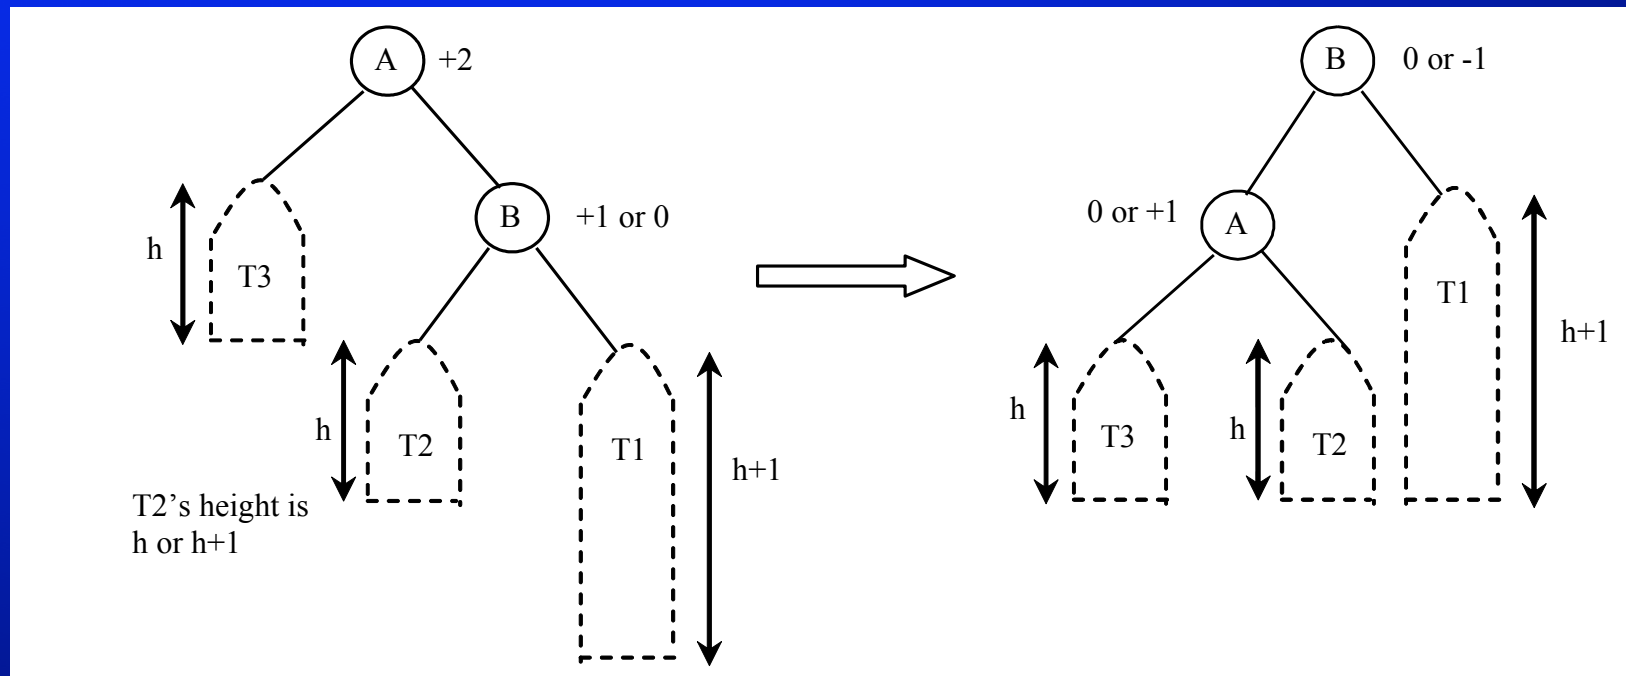 A +2
B 0 or -1
B +1 or 0
0 or +1 A
h
T3
T1
h+1
h
T2
T1
h+1
h
T3
h
T2
T2’s height is
h or h+1